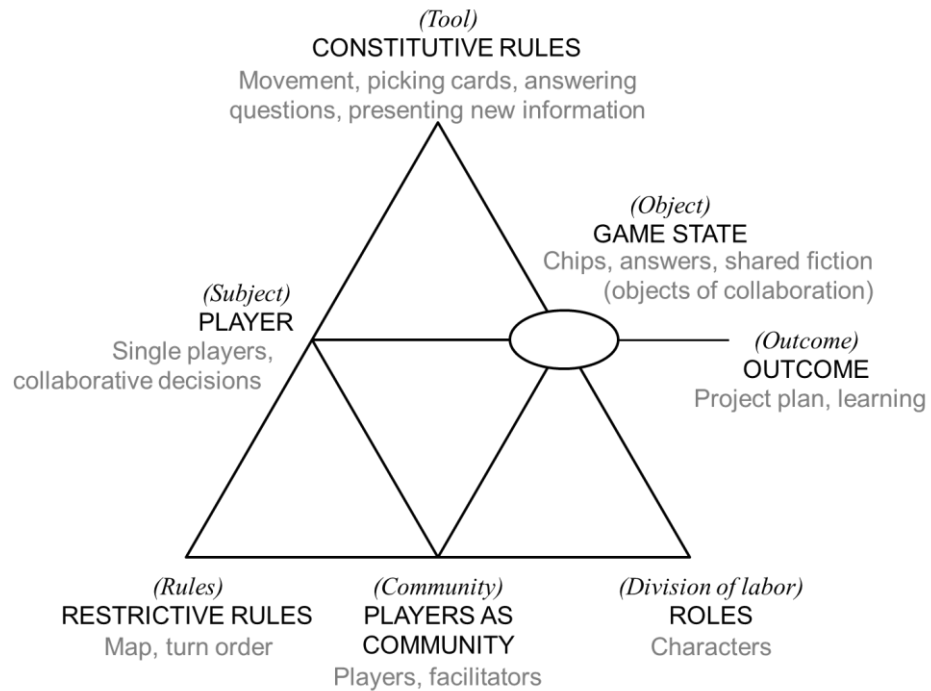 (Tool)
CONSTITUTIVE RULES
Movement, picking cards, answering
questions, presenting new information
(Object)
GAME STATE
Chips, answers, shared fiction
(objects of collaboration)
(Subject)
PLAYER
Single players,
collaborative decisions
(Outcome)
OUTCOME
Project plan, learning
(Rules)
RESTRICTIVE RULES
Map, turn order
(Community)
PLAYERS AS
COMMUNITY
Players, facilitators
(Division of labor)
ROLES
Characters